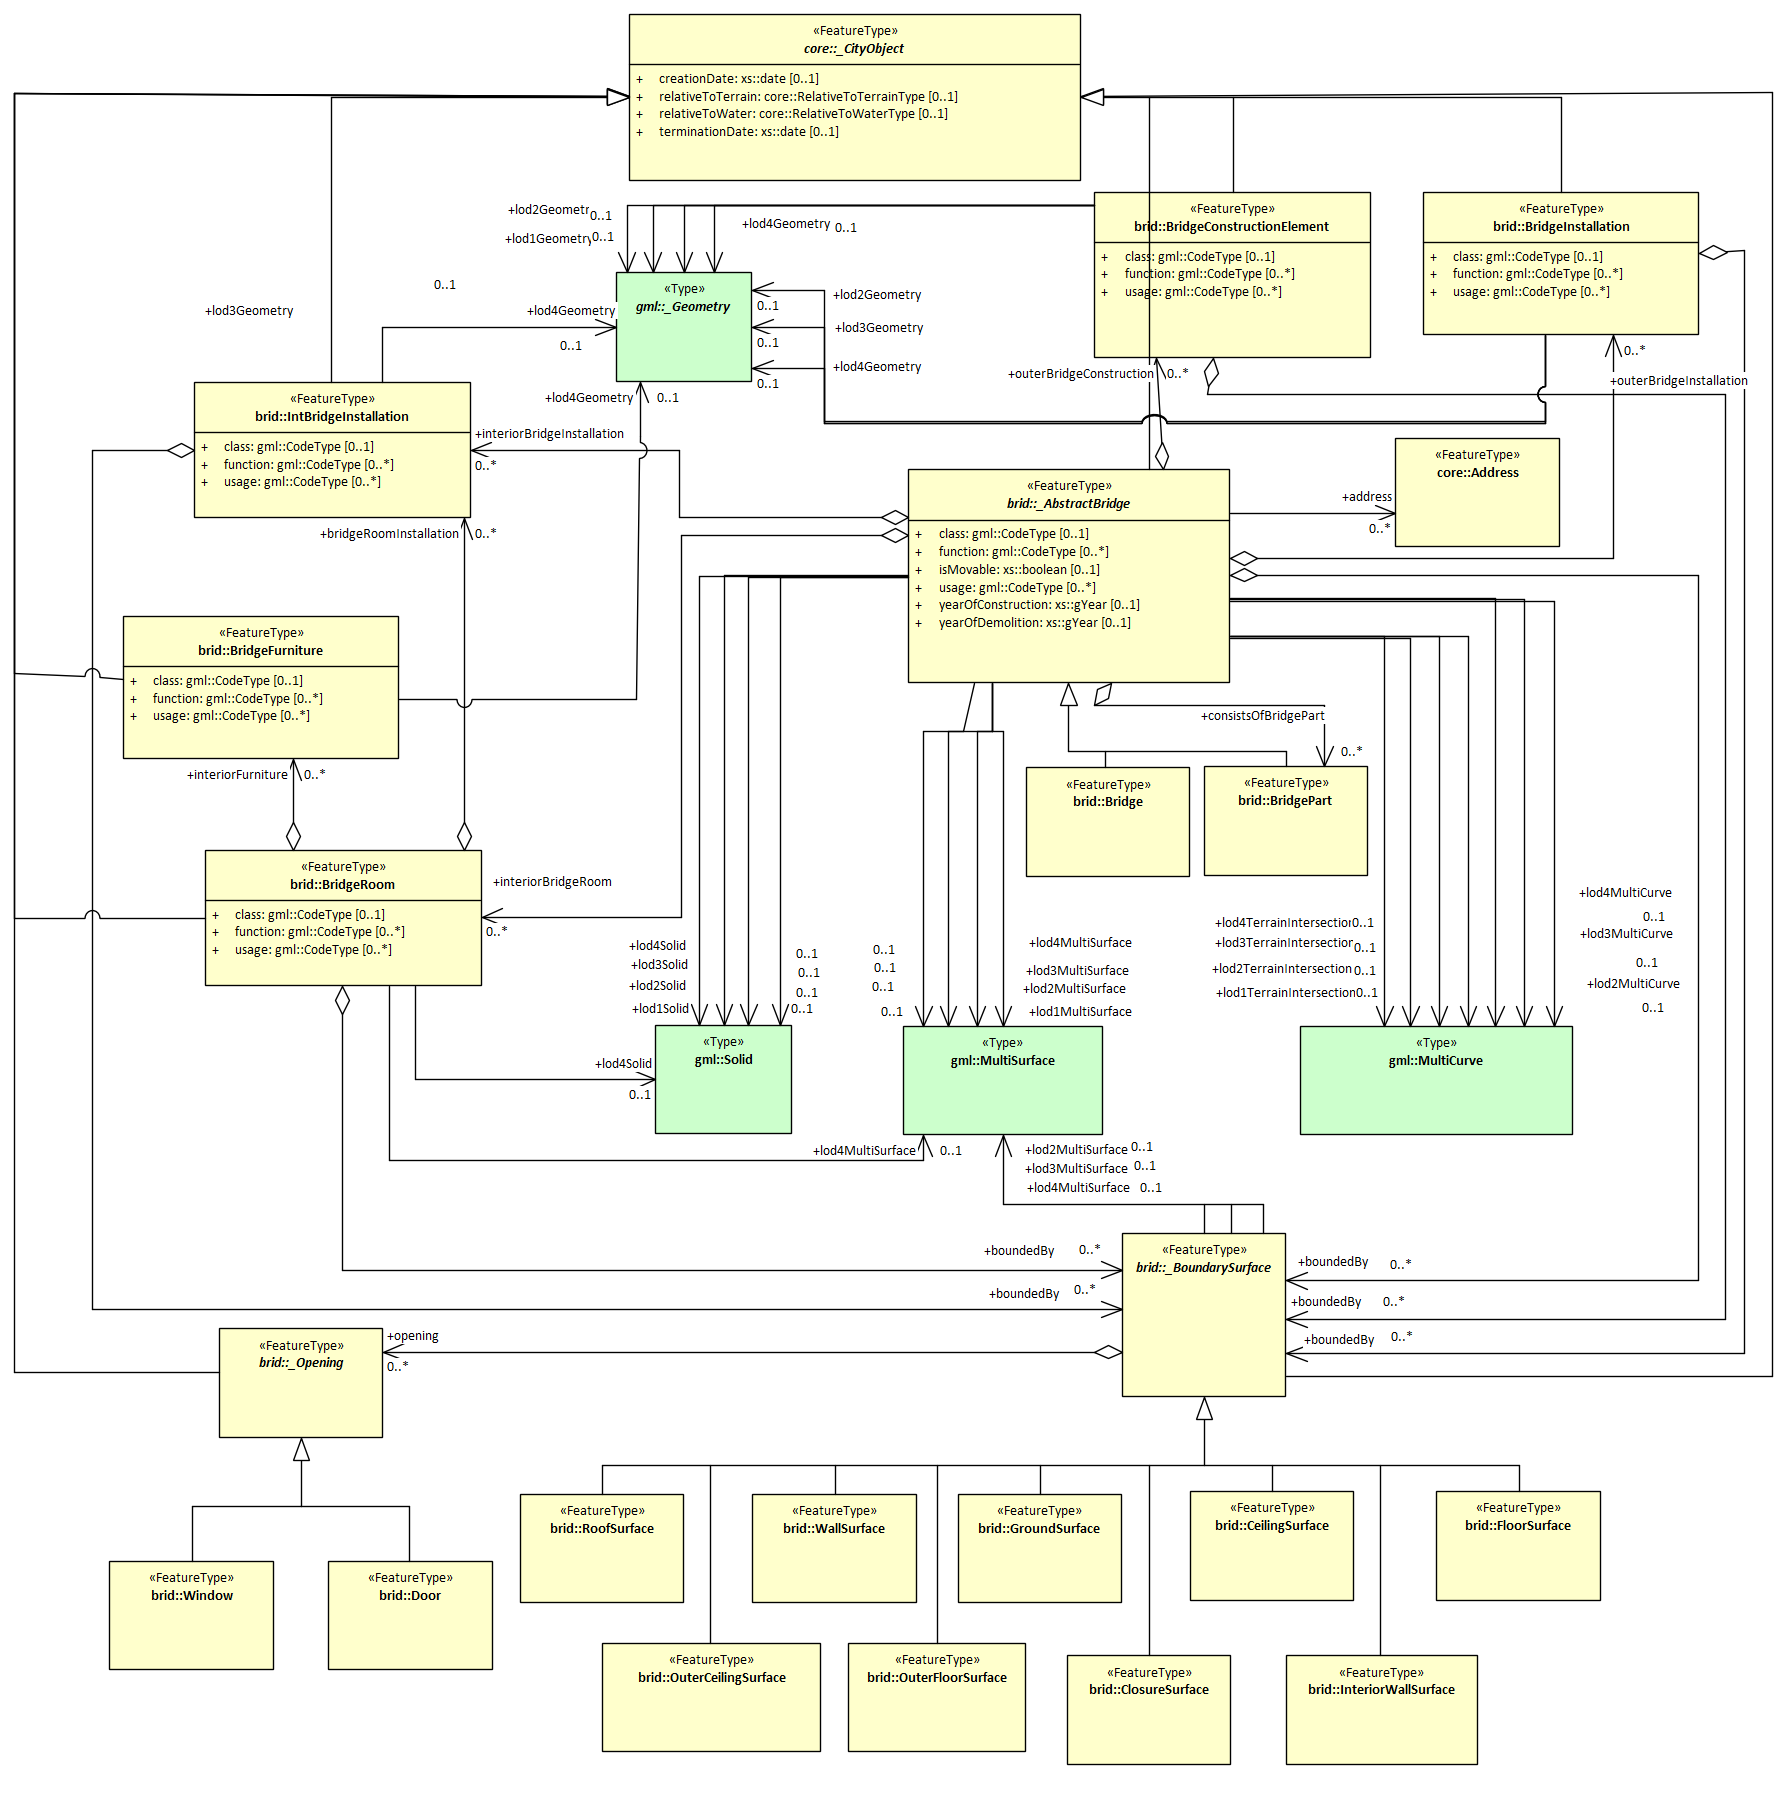 «FeatureType»
core::_CityObject
+ creationDate: xs::date [0..1]
+ relativeToTerrain: core::RelativeToTerrainType [0..1]
+ relativeToWater: core::RelativeToWaterType [0..1]
+ terminationDate: xs::date [0..1]
+lod2Geometr
0..1
+lod1Geometry
0..1
+lod4Geometry
0..1
«FeatureType»
brid::BridgeConstructionElement
+ class: gml::CodeType [0..1]
+ function: gml::CodeType [0..*]
+ usage: gml::CodeType [0..*]
«FeatureType»
brid::BridgeInstallation
+ class: gml::CodeType [0..1]
+ function: gml::CodeType [0..*]
+ usage: gml::CodeType [0..*]
0..1
+lod3Geometry
«Type»
gml::_Geometry
+lod4Geometry
0..1
+lod2Geometry
0..1
+lod3Geometry
0..1
+lod4Geometry
0..1
+outerBridgeConstruction
0..*
0..*
+outerBridgeInstallation
+lod4Geometry
0..1
«FeatureType»
brid::IntBridgeInstallation
+ class: gml::CodeType [0..1]
+ function: gml::CodeType [0..*]
+ usage: gml::CodeType [0..*]
+interiorBridgeInstallation
0..*
«FeatureType»
core::Address
+address
0..*
+bridgeRoomInstallation
0..*
«FeatureType»
brid::_AbstractBridge
+ class: gml::CodeType [0..1]
+ function: gml::CodeType [0..*]
+ isMovable: xs::boolean [0..1]
+ usage: gml::CodeType [0..*]
+ yearOfConstruction: xs::gYear [0..1]
+ yearOfDemolition: xs::gYear [0..1]
«FeatureType»
brid::BridgeFurniture
+ class: gml::CodeType [0..1]
+ function: gml::CodeType [0..*]
+ usage: gml::CodeType [0..*]
+consistsOfBridgePart
0..*
+interiorFurniture
0..*
«FeatureType»
brid::Bridge
«FeatureType»
brid::BridgePart
«FeatureType»
brid::BridgeRoom
+ class: gml::CodeType [0..1]
+ function: gml::CodeType [0..*]
+ usage: gml::CodeType [0..*]
+interiorBridgeRoom
0..*
+lod4Solid
0..1
+lod3Solid
0..1
+lod2Solid
0..1
+lod1Solid
0..1
0..1
+lod4MultiSurface
0..1
+lod3MultiSurface
0..1
+lod2MultiSurface
0..1
+lod1MultiSurface
+lod4TerrainIntersection
0..1
+lod3TerrainIntersection
0..1
+lod2TerrainIntersection
0..1
+lod1TerrainIntersection
0..1
+lod4MultiCurve
0..1
+lod3MultiCurve
0..1
+lod2MultiCurve
0..1
«Type»
gml::Solid
«Type»
gml::MultiSurface
«Type»
gml::MultiCurve
+lod4Solid
0..1
+lod4MultiSurface
0..1
+lod2MultiSurface
0..1
+lod3MultiSurface
0..1
+lod4MultiSurface
0..1
«FeatureType»
brid::_BoundarySurface
+boundedBy
0..*
+boundedBy
0..*
+boundedBy
0..*
+boundedBy
0..*
+boundedBy
0..*
«FeatureType»
brid::_Opening
+opening
0..*
«FeatureType»
brid::RoofSurface
«FeatureType»
brid::WallSurface
«FeatureType»
brid::GroundSurface
«FeatureType»
brid::CeilingSurface
«FeatureType»
brid::FloorSurface
«FeatureType»
brid::Window
«FeatureType»
brid::Door
«FeatureType»
brid::OuterCeilingSurface
«FeatureType»
brid::OuterFloorSurface
«FeatureType»
brid::ClosureSurface
«FeatureType»
brid::InteriorWallSurface